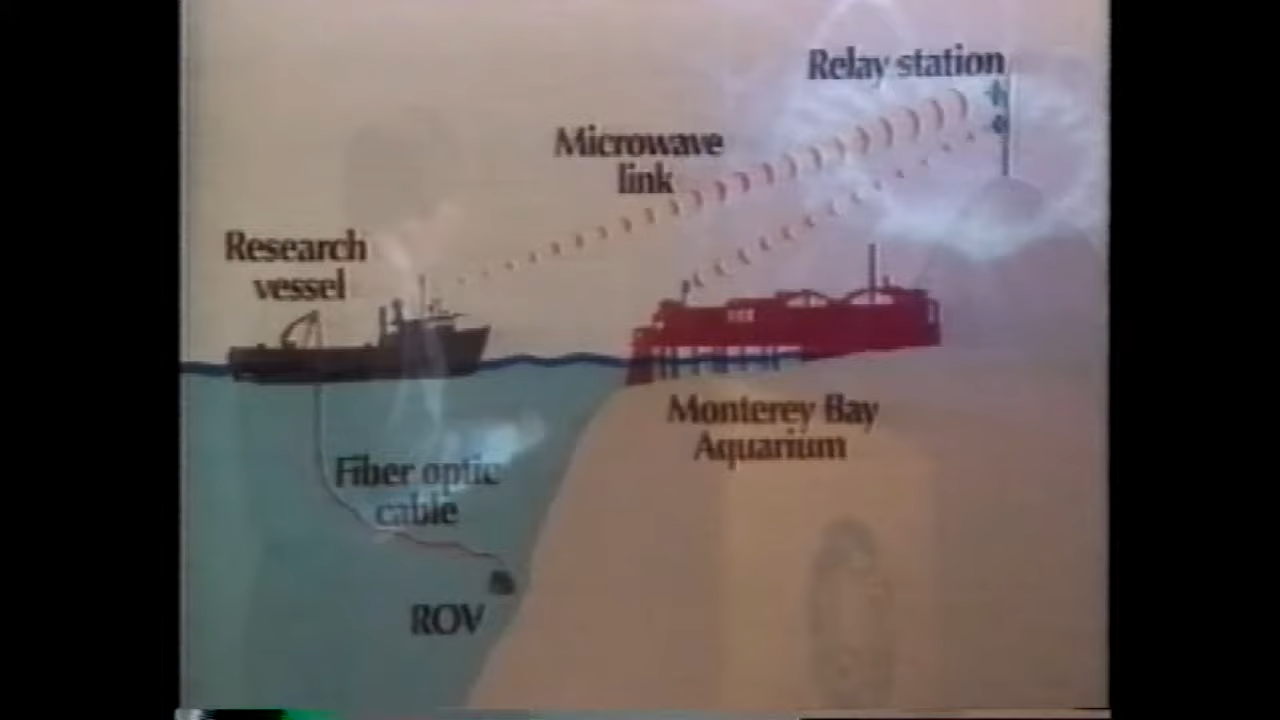 Relay station
Microwave
link
Research
vessel
Monterey Bay
Aquarium
Fiber optic
cable
ROV